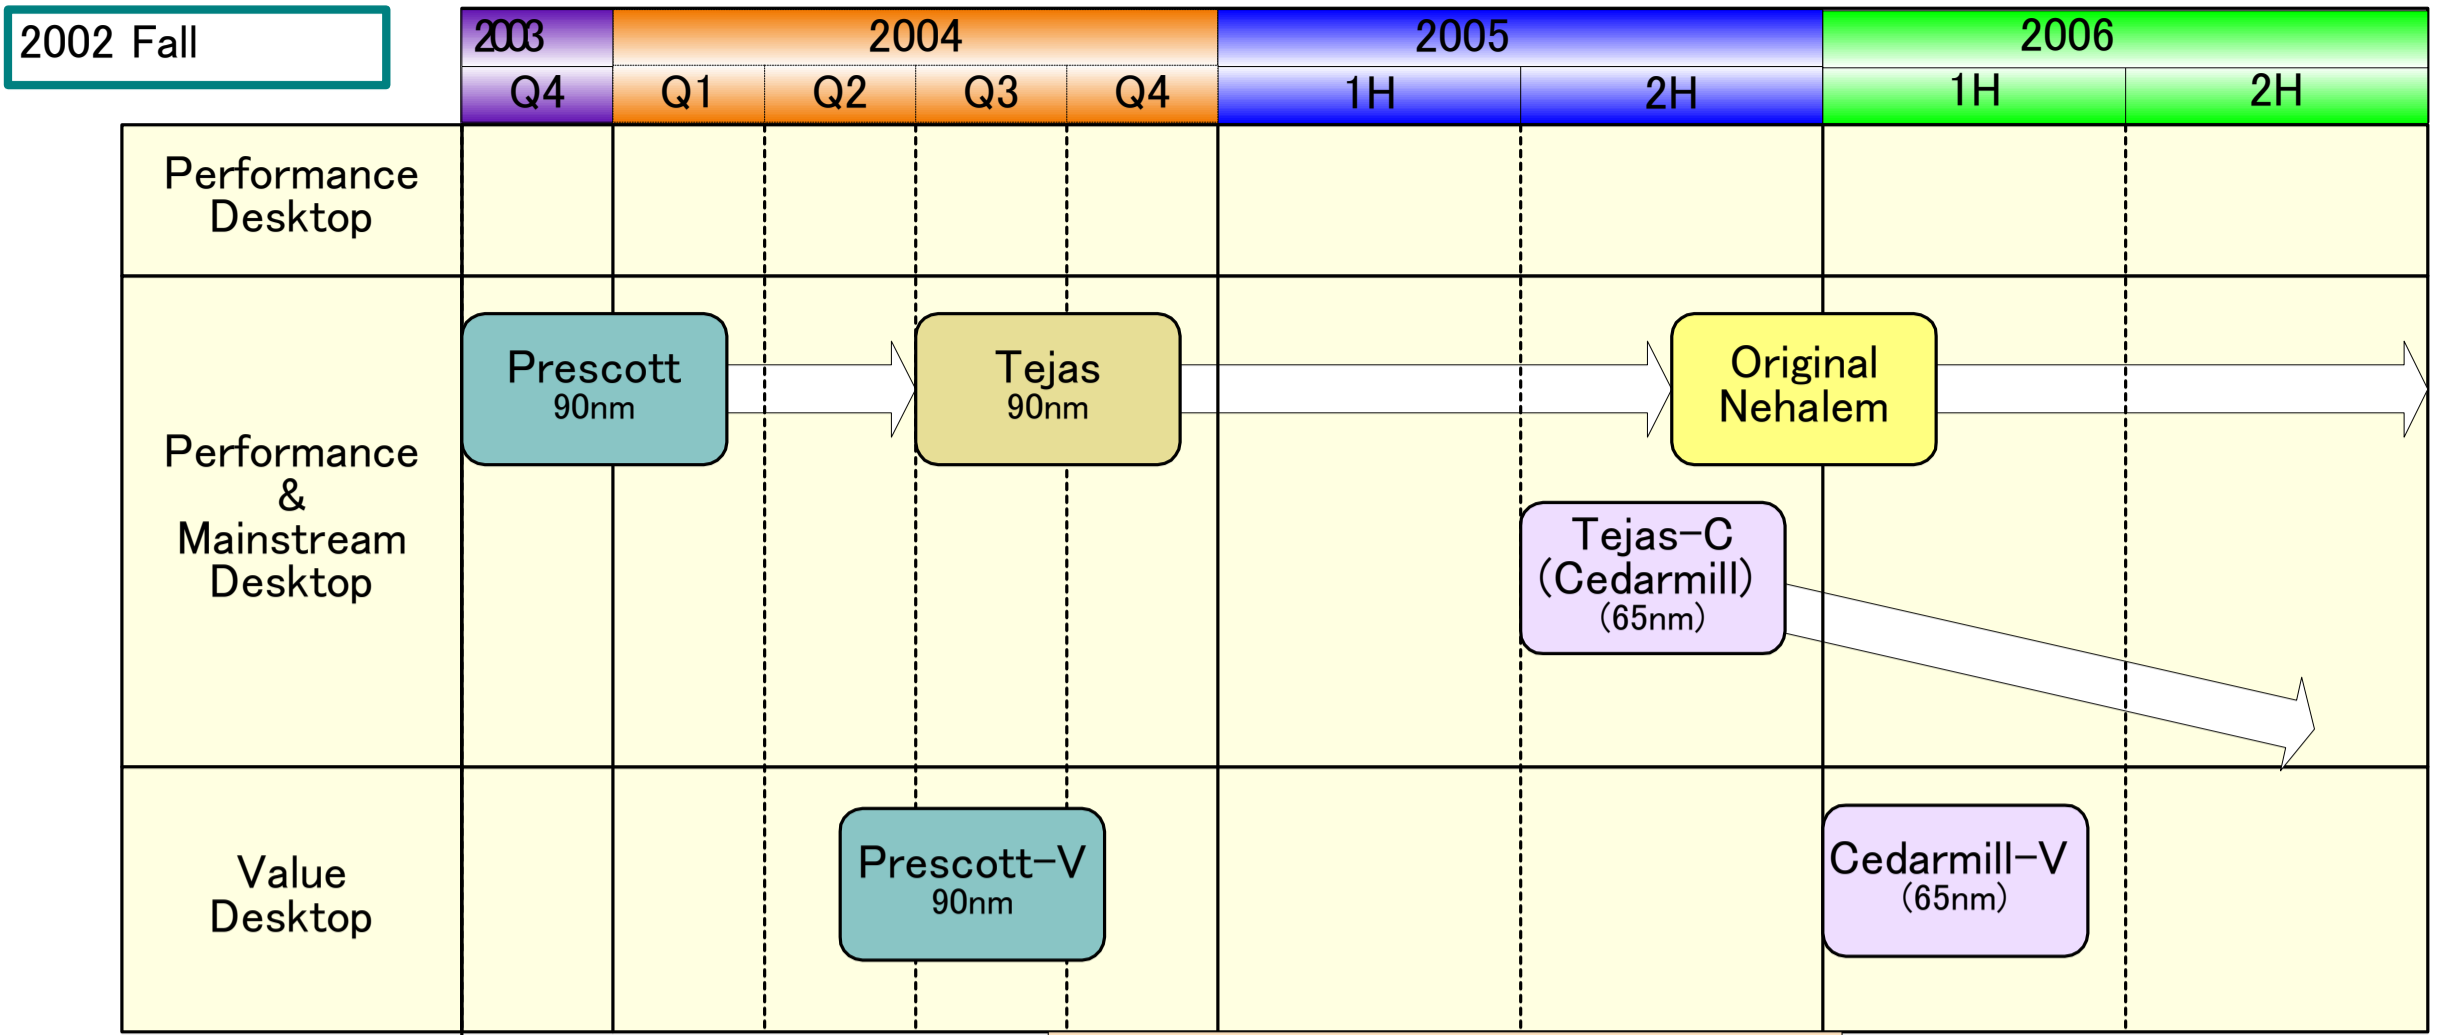 2002 Fall
2003
2004
2005
2006
Q4
Q1
Q2
Q3
Q4
1H
2H
1H
2H
Performance
Desktop
Performance
&
Mainstream
Desktop
Prescott
90nm
Tejas
90nm
Original
Nehalem
Tejas-C
(Cedarmill)
(65nm)
Value
Desktop
Prescott-V
90nm
Cedarmill-V
(65nm)